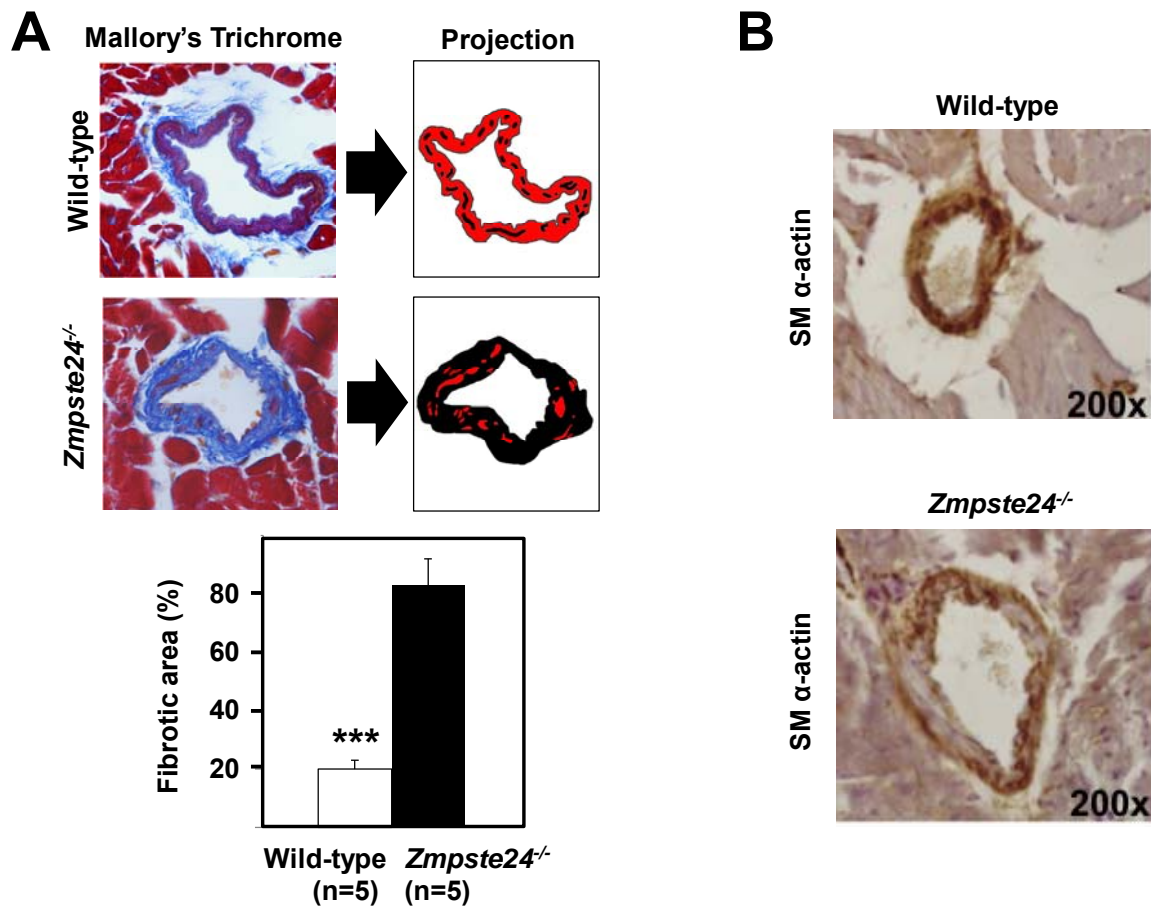 A
Mallory's Trichrome
Projection
Wild-type
Zmpste24-/-
Fibrotic area (%)
80
60
40
20
***
Wild-type
Zmpste24-/-
(n=5)
(n=5)
B
Wild-type
SM α-actin
200x
Zmpste24-/-
SM α-actin
200x